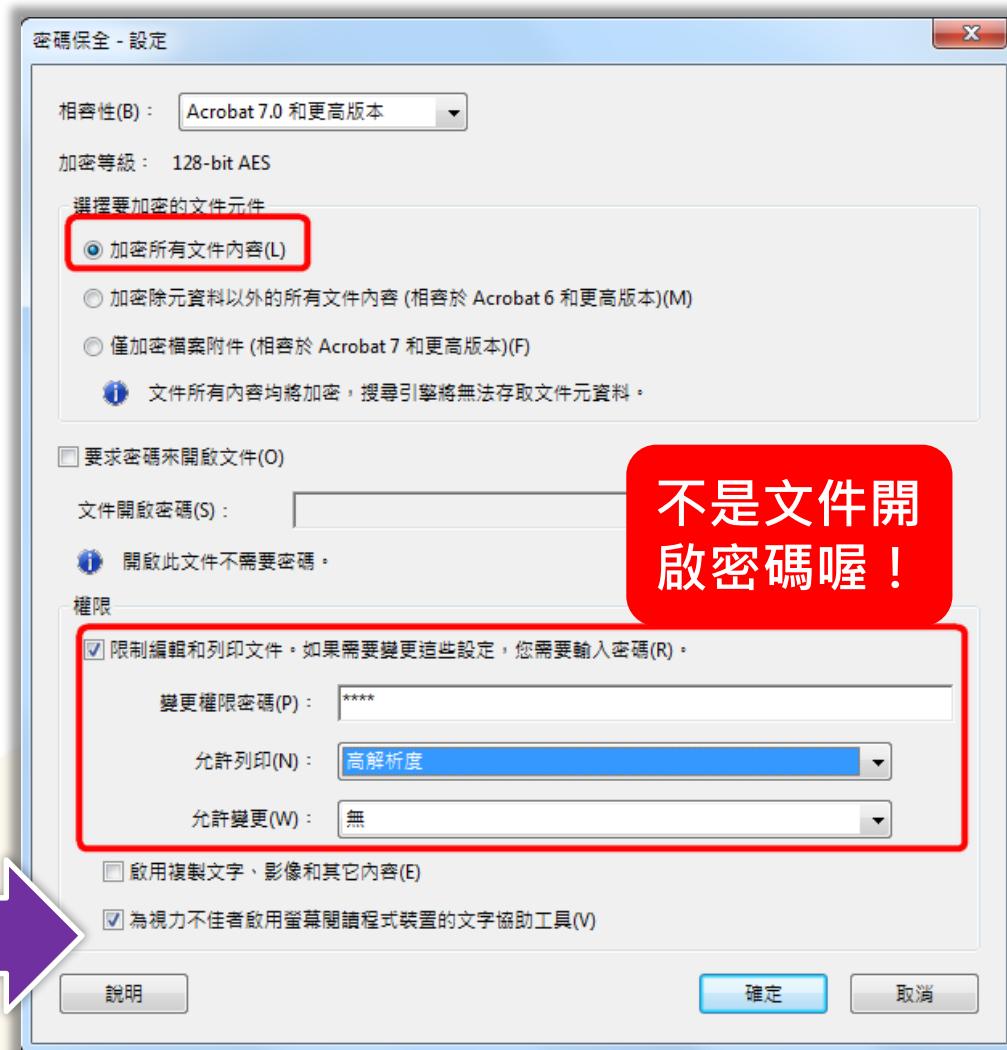 密碼保全 - 設定
相容性(B)： Acrobat 7.0 和更高版本
加密等級： 128-bit AES
選擇要加密的文件元件
加密所有文件內容(L)
加密除元資料以外的所有文件內容 (相容於 Acrobat 6 和更高版本)(M)
僅加密檔案附件 (相容於 Acrobat 7 和更高版本)(F)
文件所有內容均將加密，搜尋引擎將無法存取文件元資料。
要求密碼來開啟文件(O)
文件開啟密碼(S)：
開啟此文件不需要密碼。
不是文件開
啟密碼喔！
權限
限制編輯和列印文件。如果需要變更這些設定，您需要輸入密碼(R)。
變更權限密碼(P)： ****
允許列印(N)： 高解析度
允許變更(W)： 無
啟用複製文字、影像和其它內容(E)
為視力不佳者啟用螢幕閱讀程式裝置的文字協助工具(V)
說明 確定 取消